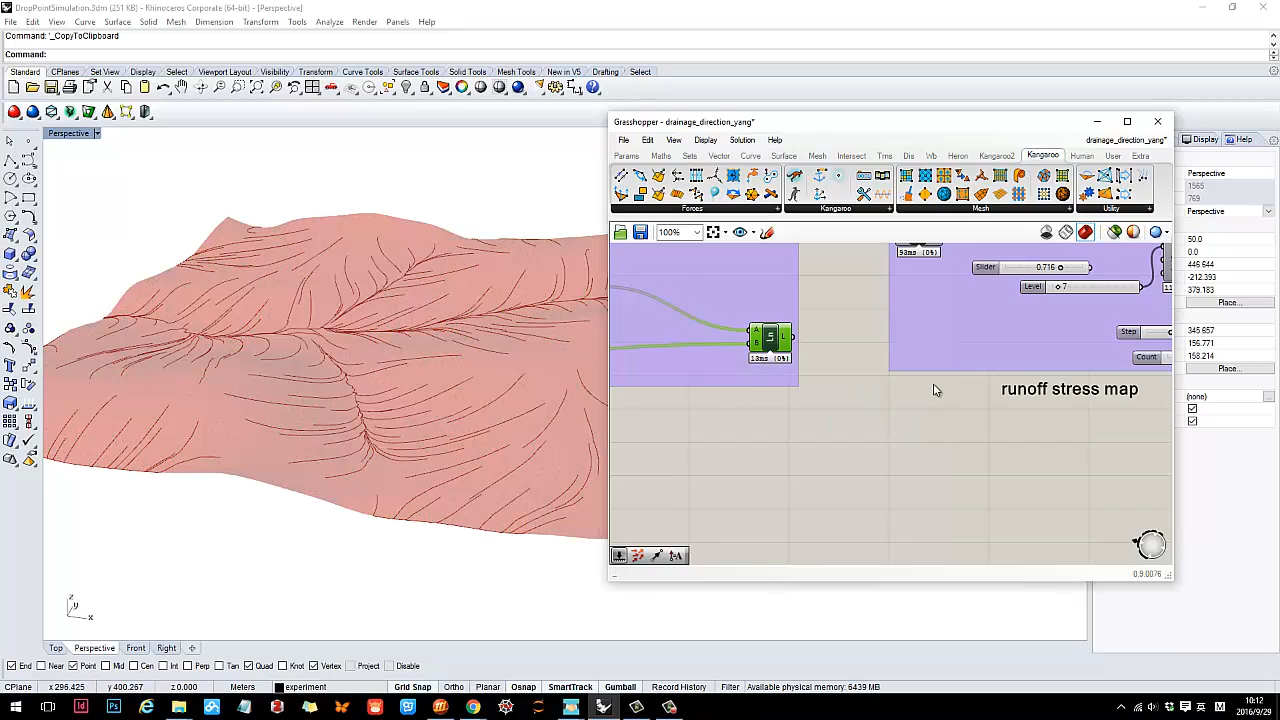 DropPointSimulation.3dm (251 KB) - Rhinoceros Corporate (64-bit) - [Perspective]
File Edit View Curve Surface Solid Mesh Dimension Transform Tools Analyze Render Panels Help
Command: '_CopyToClipboard
Command:
Standard CPlanes Set View Display Select Viewport Layout Visibility Transform Curve Tools Surface Tools Solid Tools Mesh Tools New in V5 Drafting Select
Perspective
Grasshopper - drainage_direction_yang*
File Edit View Display Solution Help drainage_direction_yang*
Params Maths Sets Vector Curve Surface Mesh Intersect Trns Dis Wb Heron Kangaroo2 Kangaroo Human User Extra
Forces Kangaroo Mesh Utility
100%
93ms (0%)
Slider 0.716
Level 7
A
B
L
13ms (0%)
Step
Count
runoff stress map
0.9.0076
Display Help
Perspective
1565
769
Perspective
50.0
0.0
446.644
-212.393
379.183
Place...
345.657
156.771
158.214
Place...
(none)
z
y
x
Top Perspective Front Right
End Near Point Mid Cen Int Perp Tan Quad Knot Vertex Project Disable
CPlane x 296.425 y 400.267 z 0.000 Meters experiment Grid Snap Ortho Planar Osnap SmartTrack Gumball Record History Filter Available physical memory: 6439 MB
英 M
10:12
2016/9/29